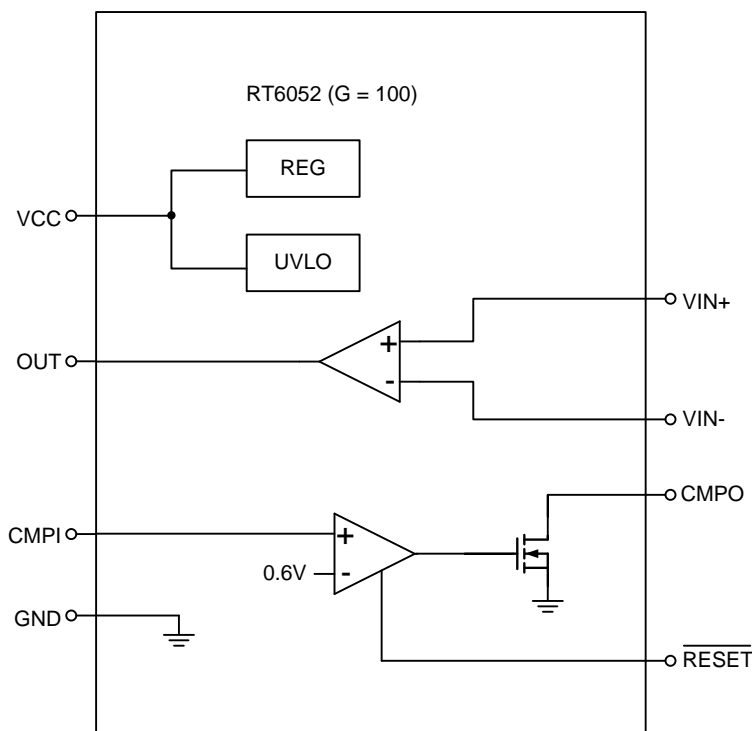 RT6052 (G = 100)
REG
VCC
UVLO
VIN+
+
OUT
-
VIN-
CMPO
CMPI
+
0.6V
-
GND
RESET